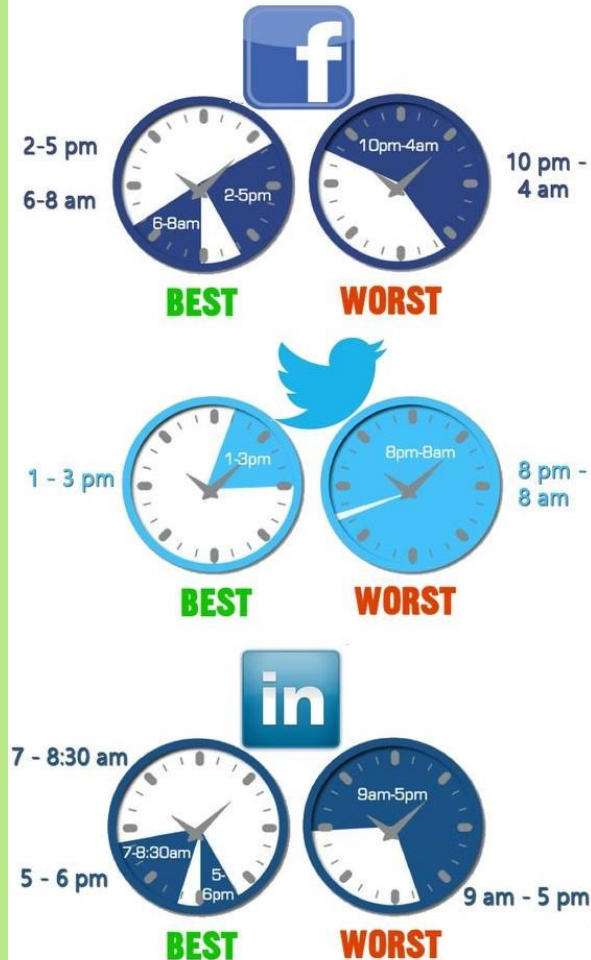 f
2-5 pm
6-8 am
2-5pm
6-8am
10pm-4am
10 pm -
4 am
BEST
WORST
1 - 3 pm
1-3pm
8pm-8am
8 pm -
8 am
BEST
WORST
in
7 - 8:30 am
5 - 6 pm
7-8:30am
5-
6pm
9am-5pm
9 am - 5 pm
BEST
WORST